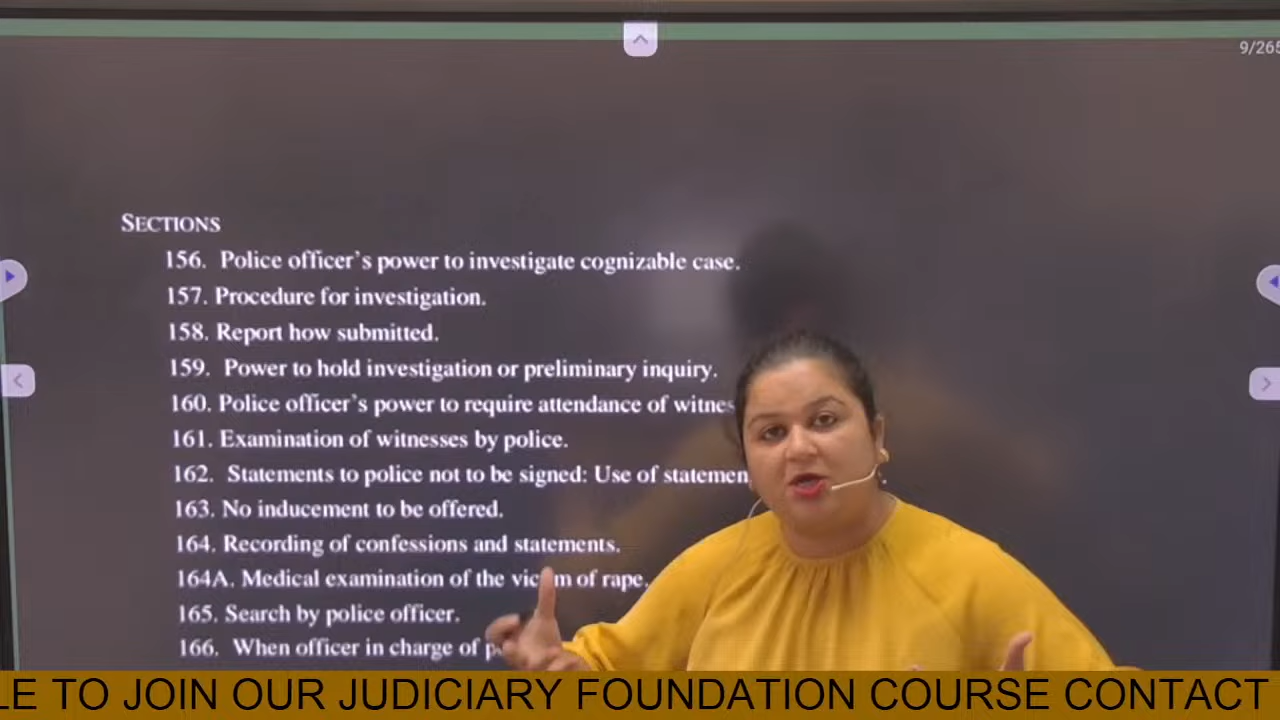 9/265
SECTIONS
156. Police officer's power to investigate cognizable case.
157. Procedure for investigation.
158. Report how submitted.
159. Power to hold investigation or preliminary inquiry.
160. Police officer's power to require attendance of
161. Examination of witnesses by police.
162. Statements to police not to be signed: Use of
163. No inducement to be offered.
164. Recording of confessions and statements.
164A. Medical examination of the of rape.
165. Search by police officer.
166. When officer in charge of
TO JOIN OUR JUDICIARY FOUNDATION COURSE CONTACT